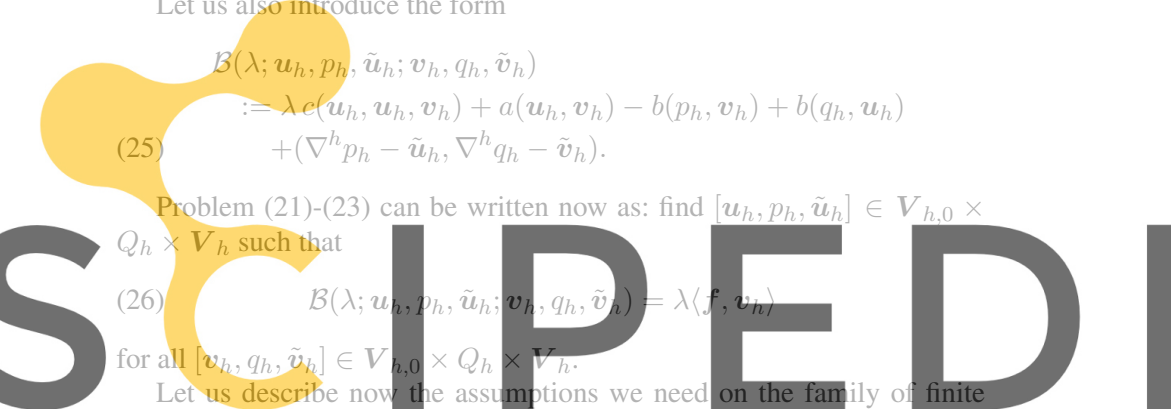 Let us also introduce the form
ℬ(λ; 𝒖_h, p_h, ũ_h; 𝒗_h, q_h, ṽ_h)
:= λ c(𝒖_h, 𝒖_h, 𝒗_h) + a(𝒖_h, 𝒗_h) − b(p_h, 𝒗_h) + b(q_h, 𝒖_h)
(25) +(∇^h p_h − ũ_h, ∇^h q_h − ṽ_h).
Problem (21)-(23) can be written now as: find [𝒖_h, p_h, ũ_h] ∈ 𝑽_{h,0} ×
Q_h × 𝑽_h such that
(26) ℬ(λ; 𝒖_h, p_h, ũ_h; 𝒗_h, q_h, ṽ_h) = λ⟨𝒇, 𝒗_h⟩
for all [𝒗_h, q_h, ṽ_h] ∈ 𝑽_{h,0} × Q_h × 𝑽_h.
Let us describe now the assumptions we need on the family of finite
SCIPEDI